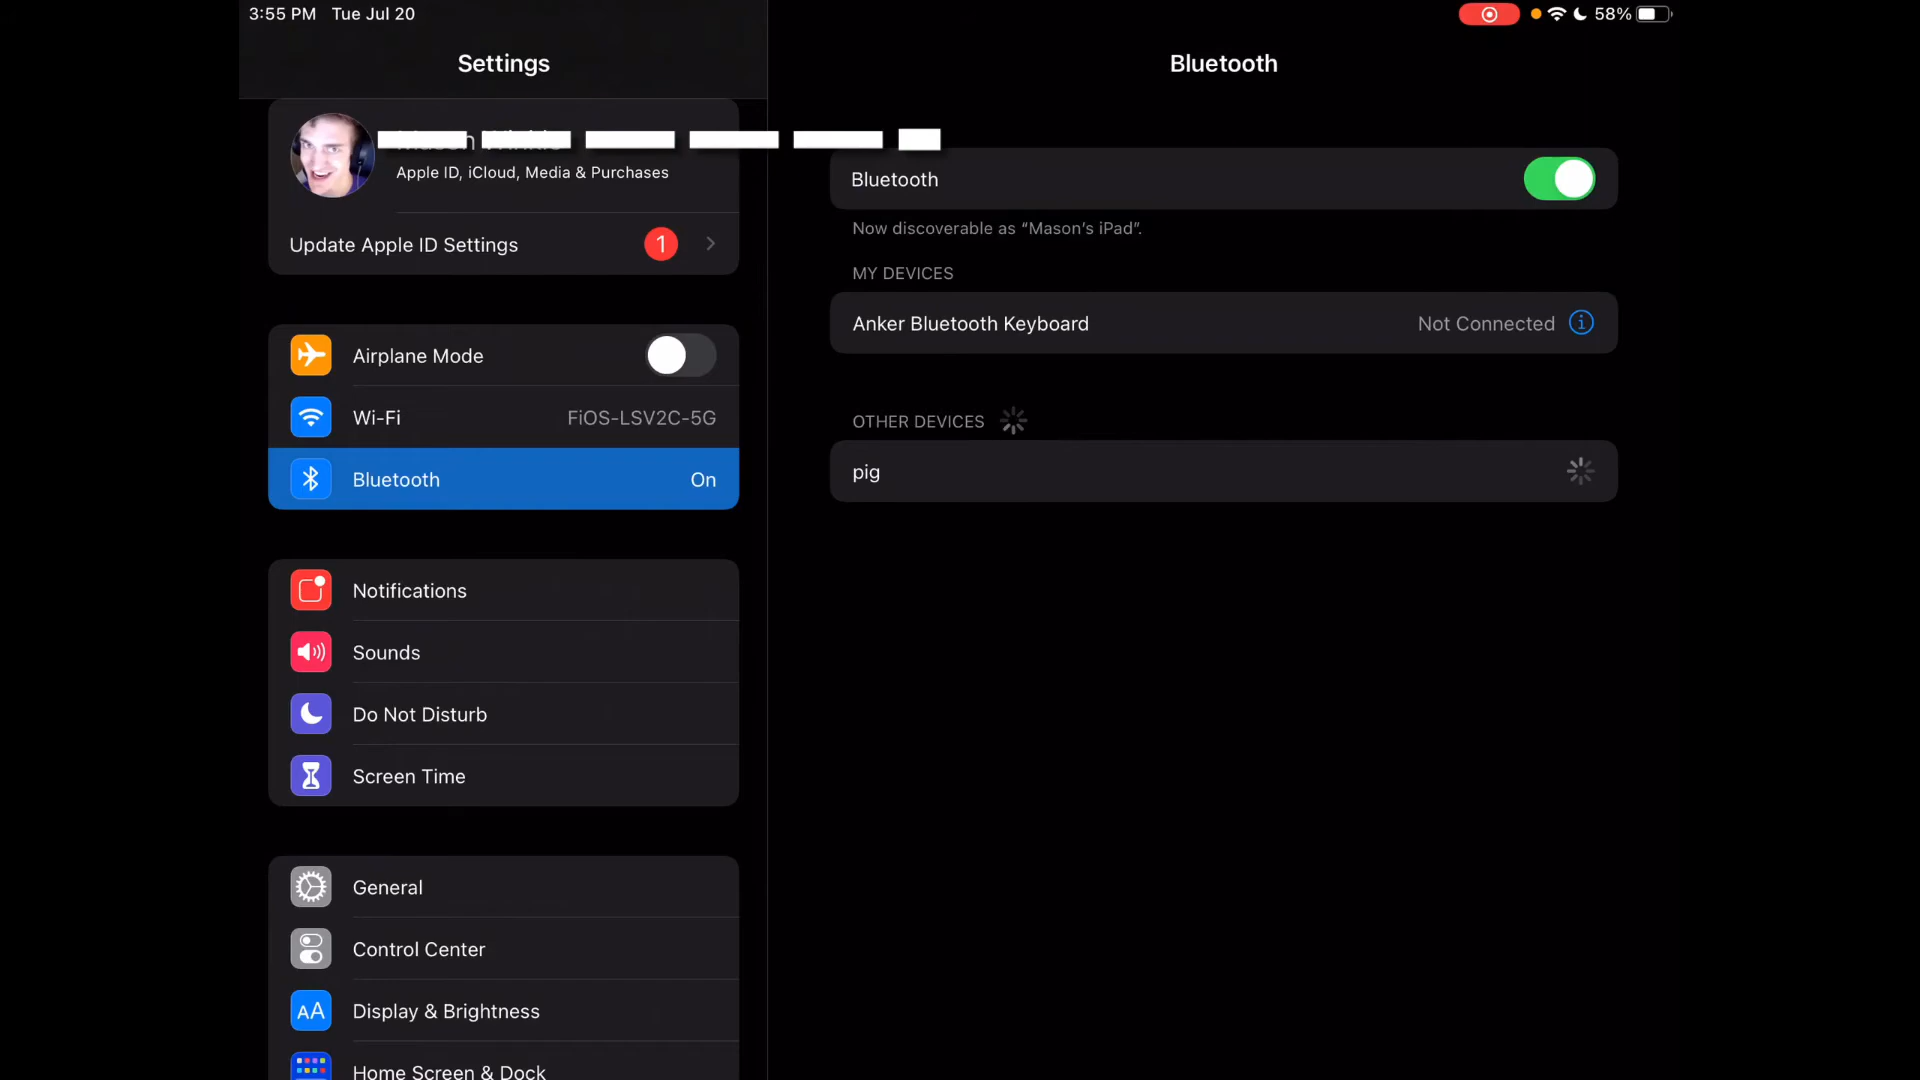 3:55 PM Tue Jul 20
58%
Settings
Bluetooth
Apple ID, iCloud, Media & Purchases
Update Apple ID Settings
1
Airplane Mode
Wi-Fi
FiOS-LSV2C-5G
Bluetooth
On
Notifications
Sounds
Do Not Disturb
Screen Time
General
Control Center
AA
Display & Brightness
Home Screen & Dock
Bluetooth
Now discoverable as “Mason’s iPad”.
MY DEVICES
Anker Bluetooth Keyboard
Not Connected
OTHER DEVICES
pig